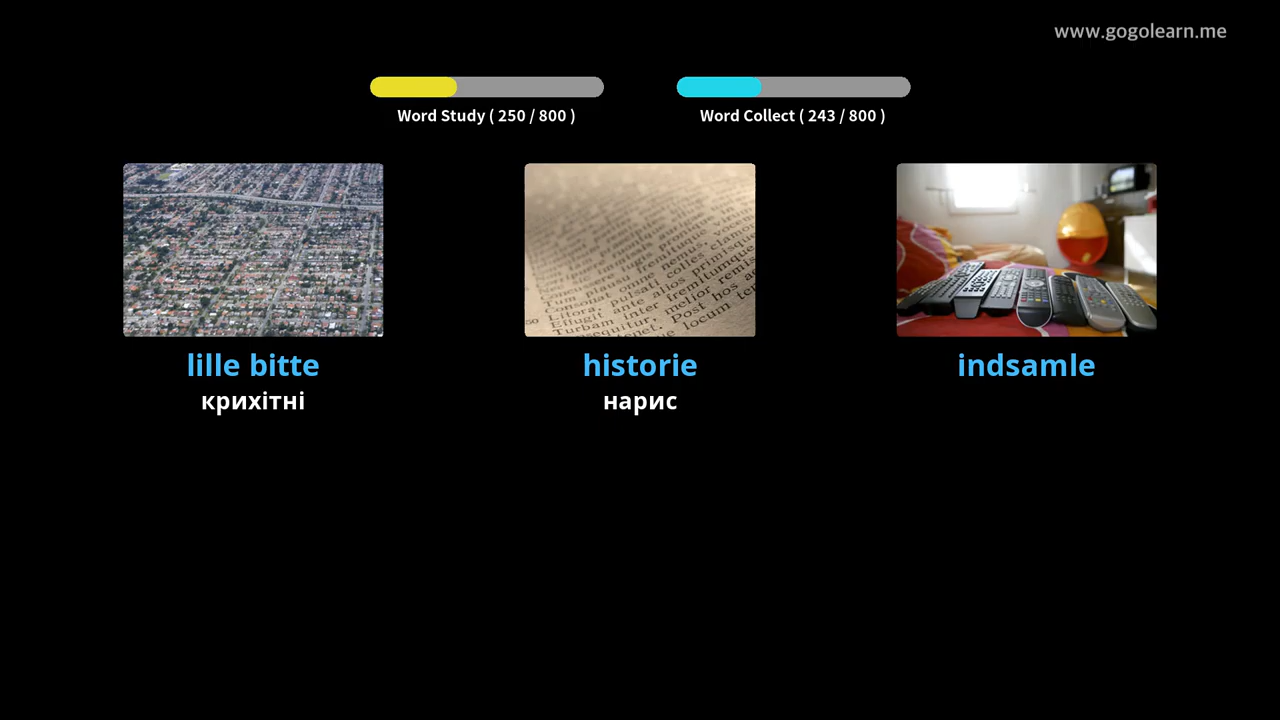 www.gogolearn.me
Word Study ( 250 / 800 )
Word Collect ( 243 / 800 )
lille bitte
крихітні
historie
нарис
indsamle